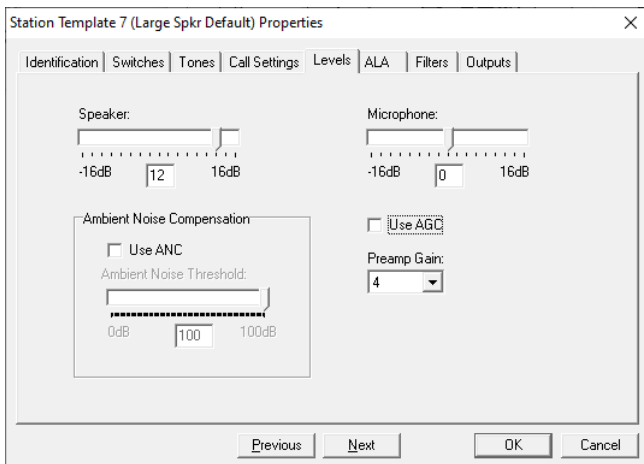 Station Template 7 (Large Spkr Default) Properties
Identification Switches Tones Call Settings Levels ALA Filters Outputs
Speaker:
-16dB 12 16dB
Microphone:
-16dB 0 16dB
Ambient Noise Compensation
Use ANC
Ambient Noise Threshold:
0dB 100 100dB
Use AGC
Preamp Gain:
4
Previous Next OK Cancel